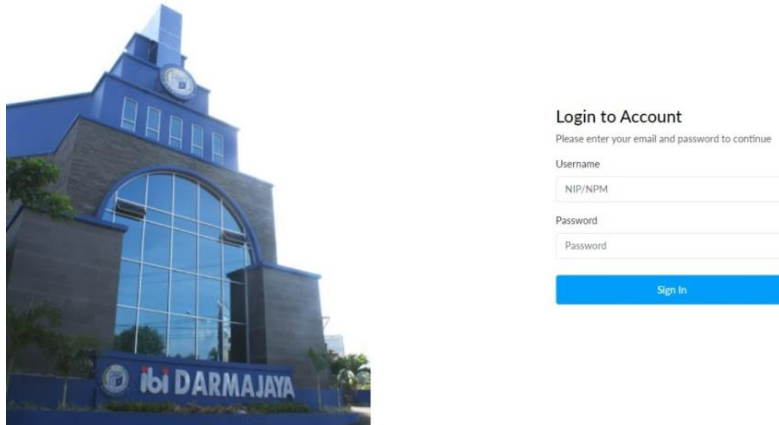 ibi DARMAJAYA
Login to Account
Please enter your email and password to continue
Username
NIP/NPM
Password
Password
Sign In